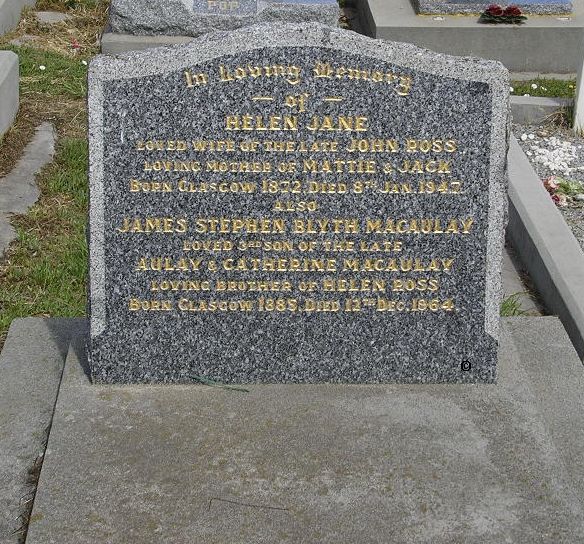 POP
In Loving Memory
— of —
HELEN JANE
LOVED WIFE OF THE LATE JOHN ROSS
LOVING MOTHER OF MATTIE & JACK
BORN GLASGOW 1872 DIED 8TH JAN. 1947.
ALSO
JAMES STEPHEN BLYTH MACAULAY
LOVED 3RD SON OF THE LATE
AULAY & CATHERINE MACAULAY
LOVING BROTHER OF HELEN ROSS
BORN GLASGOW 1885. DIED 12TH DEC. 1964.